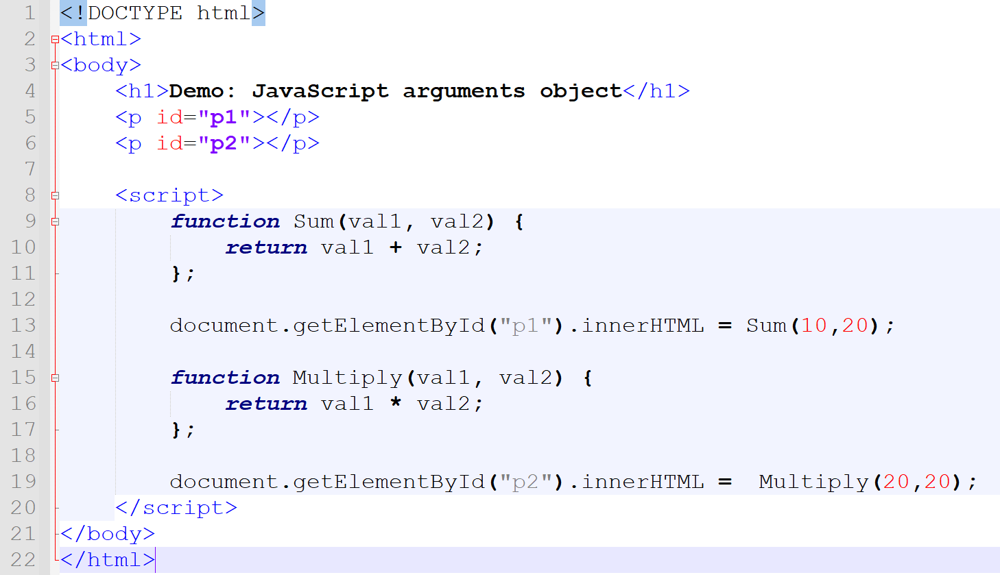 1 <!DOCTYPE html>
2 <html>
3 <body>
4 <h1>Demo: JavaScript arguments object</h1>
5 <p id="p1"></p>
6 <p id="p2"></p>
7
8 <script>
9 function Sum(val1, val2) {
10 return val1 + val2;
11 };
12
13 document.getElementById("p1").innerHTML = Sum(10,20);
14
15 function Multiply(val1, val2) {
16 return val1 * val2;
17 };
18
19 document.getElementById("p2").innerHTML =  Multiply(20,20);
20 </script>
21 </body>
22 </html>